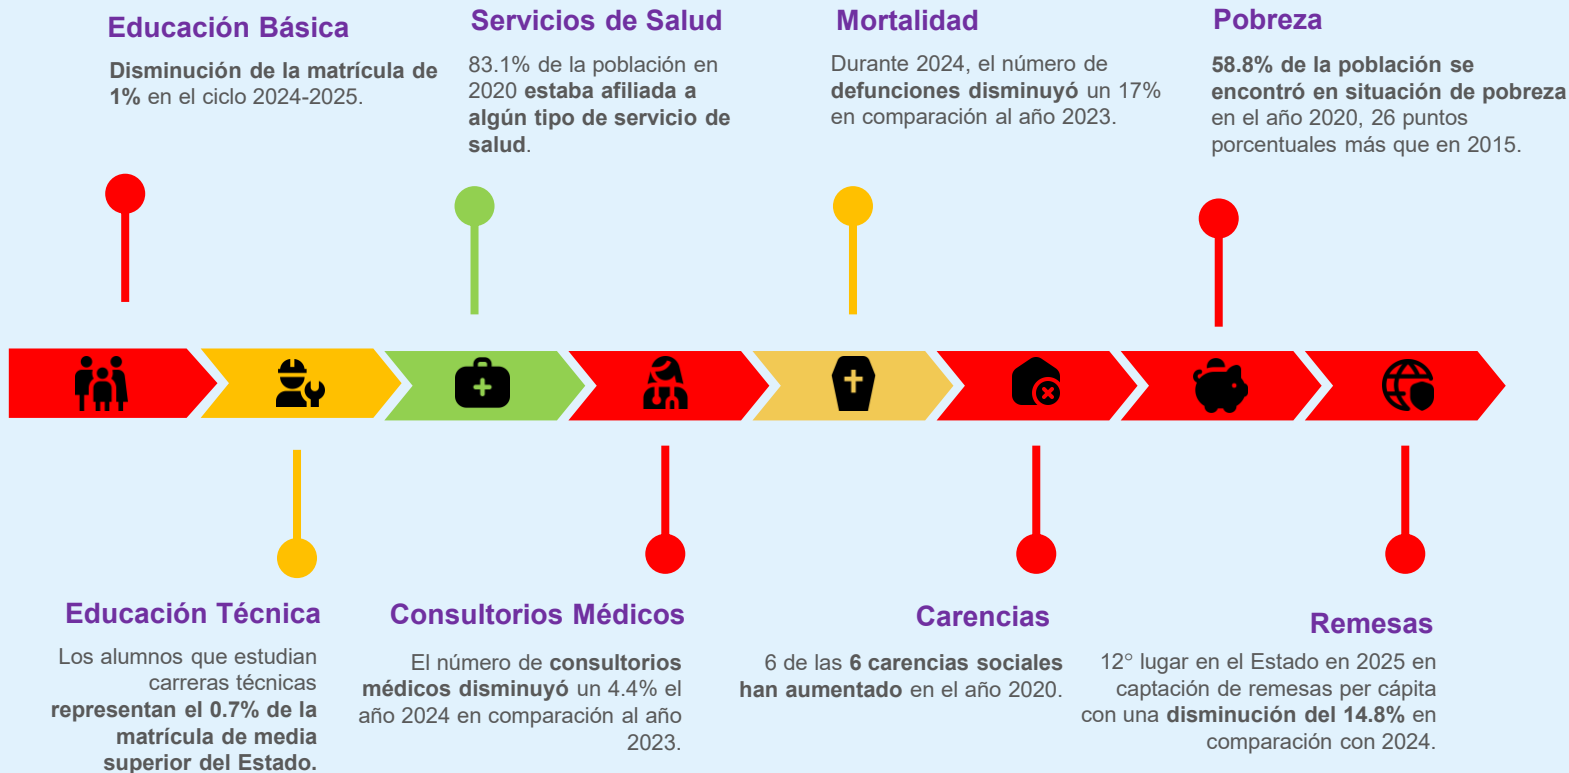 Educación Básica
Disminución de la matrícula de
1% en el ciclo 2024-2025.
Servicios de Salud
83.1% de la población en
2020 estaba afiliada a
algún tipo de servicio de
salud.
Mortalidad
Durante 2024, el número de
defunciones disminuyó un 17%
en comparación al año 2023.
Pobreza
58.8% de la población se
encontró en situación de pobreza
en el año 2020, 26 puntos
porcentuales más que en 2015.
Educación Técnica
Los alumnos que estudian
carreras técnicas
representan el 0.7% de la
matrícula de media
superior del Estado.
Consultorios Médicos
El número de consultorios
médicos disminuyó un 4.4% el
año 2024 en comparación al año
2023.
Carencias
6 de las 6 carencias sociales
han aumentado en el año 2020.
Remesas
12° lugar en el Estado en 2025 en
captación de remesas per cápita
con una disminución del 14.8% en
comparación con 2024.